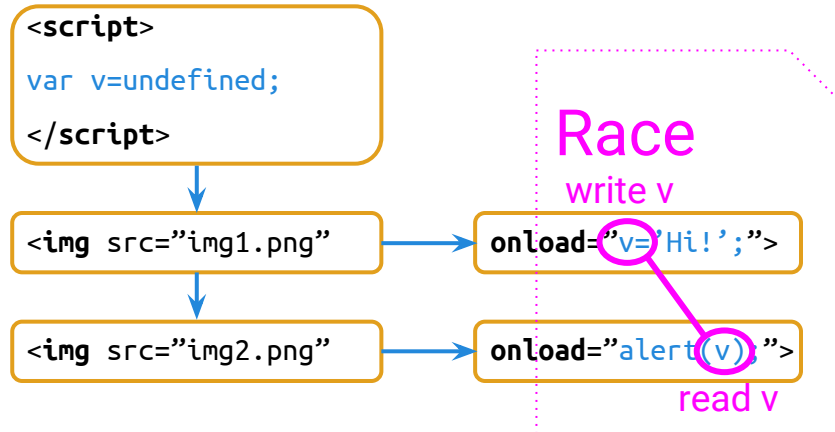 <script>
var v=undefined;
</script>
Race
write v
<img src=”img1.png” onload=”v=’Hi!’;”>
<img src=”img2.png” onload=”alert(v);”>
read v